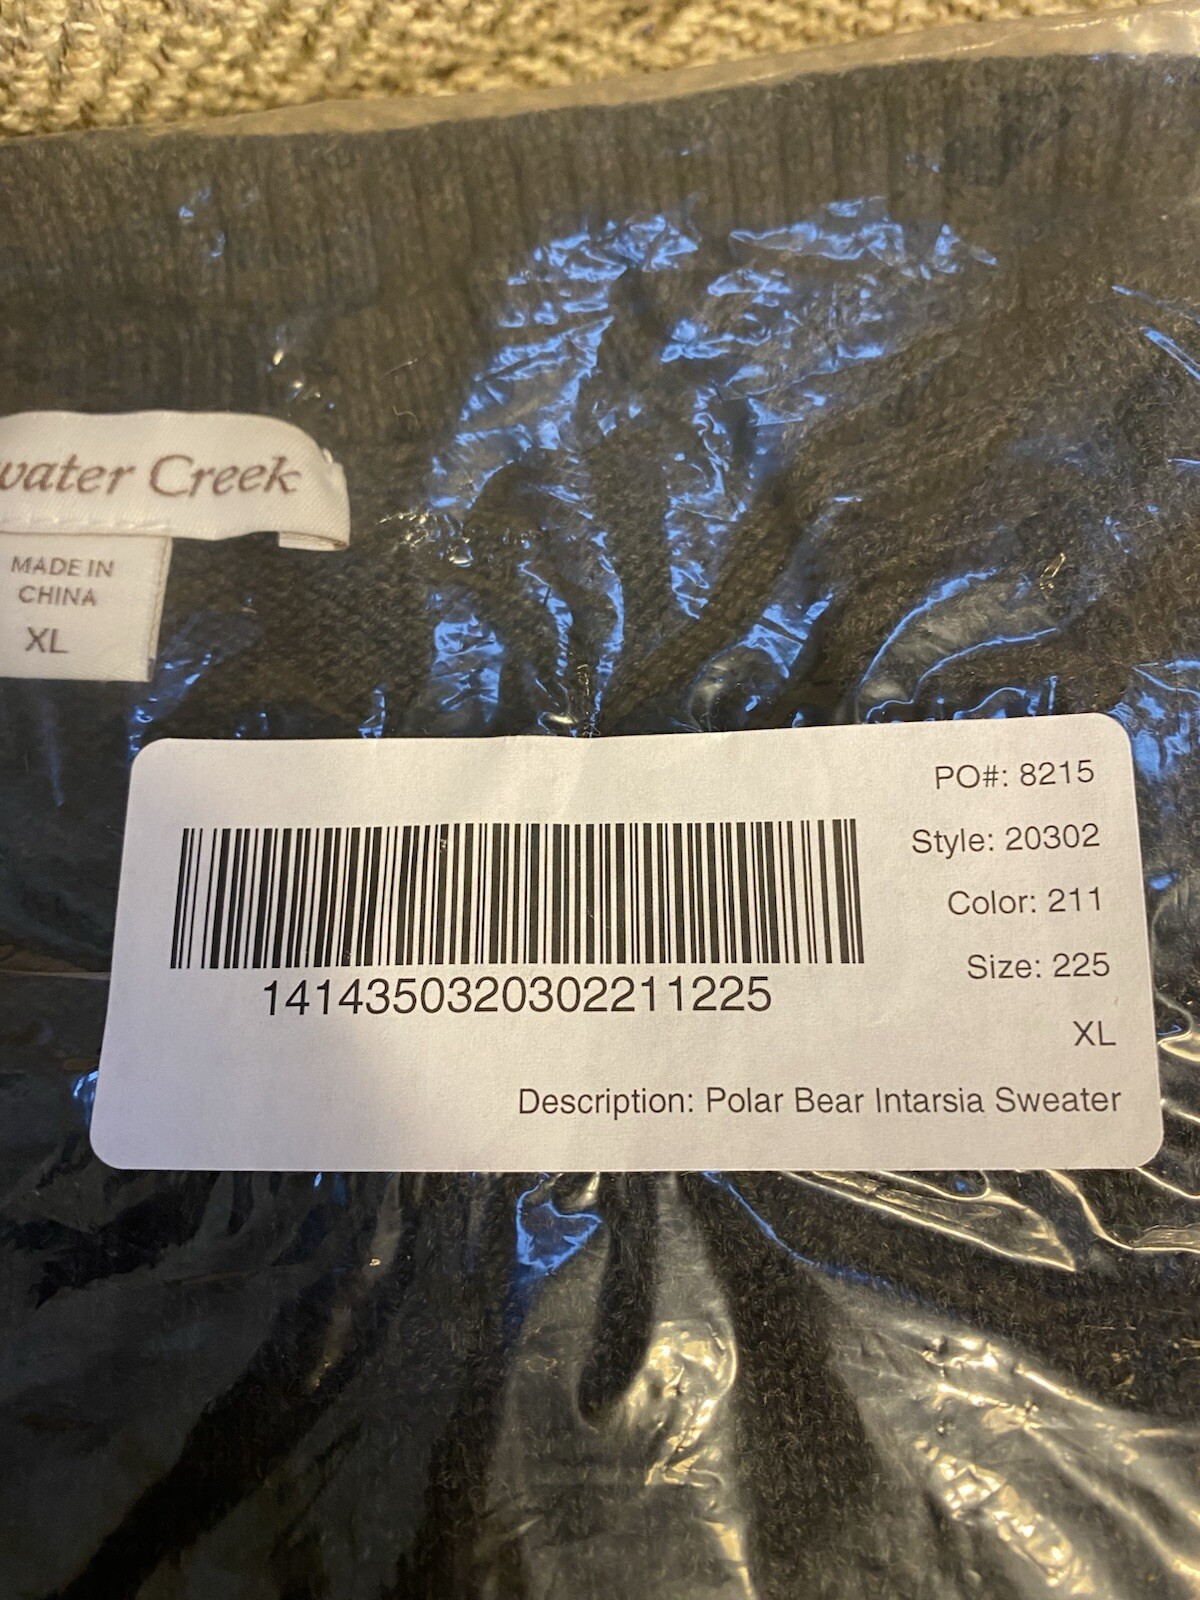 water Creek
MADE IN
CHINA
XL
PO#: 8215
Style: 20302
Color: 211
Size: 225
XL
1414350320302211225
Description: Polar Bear Intarsia Sweater